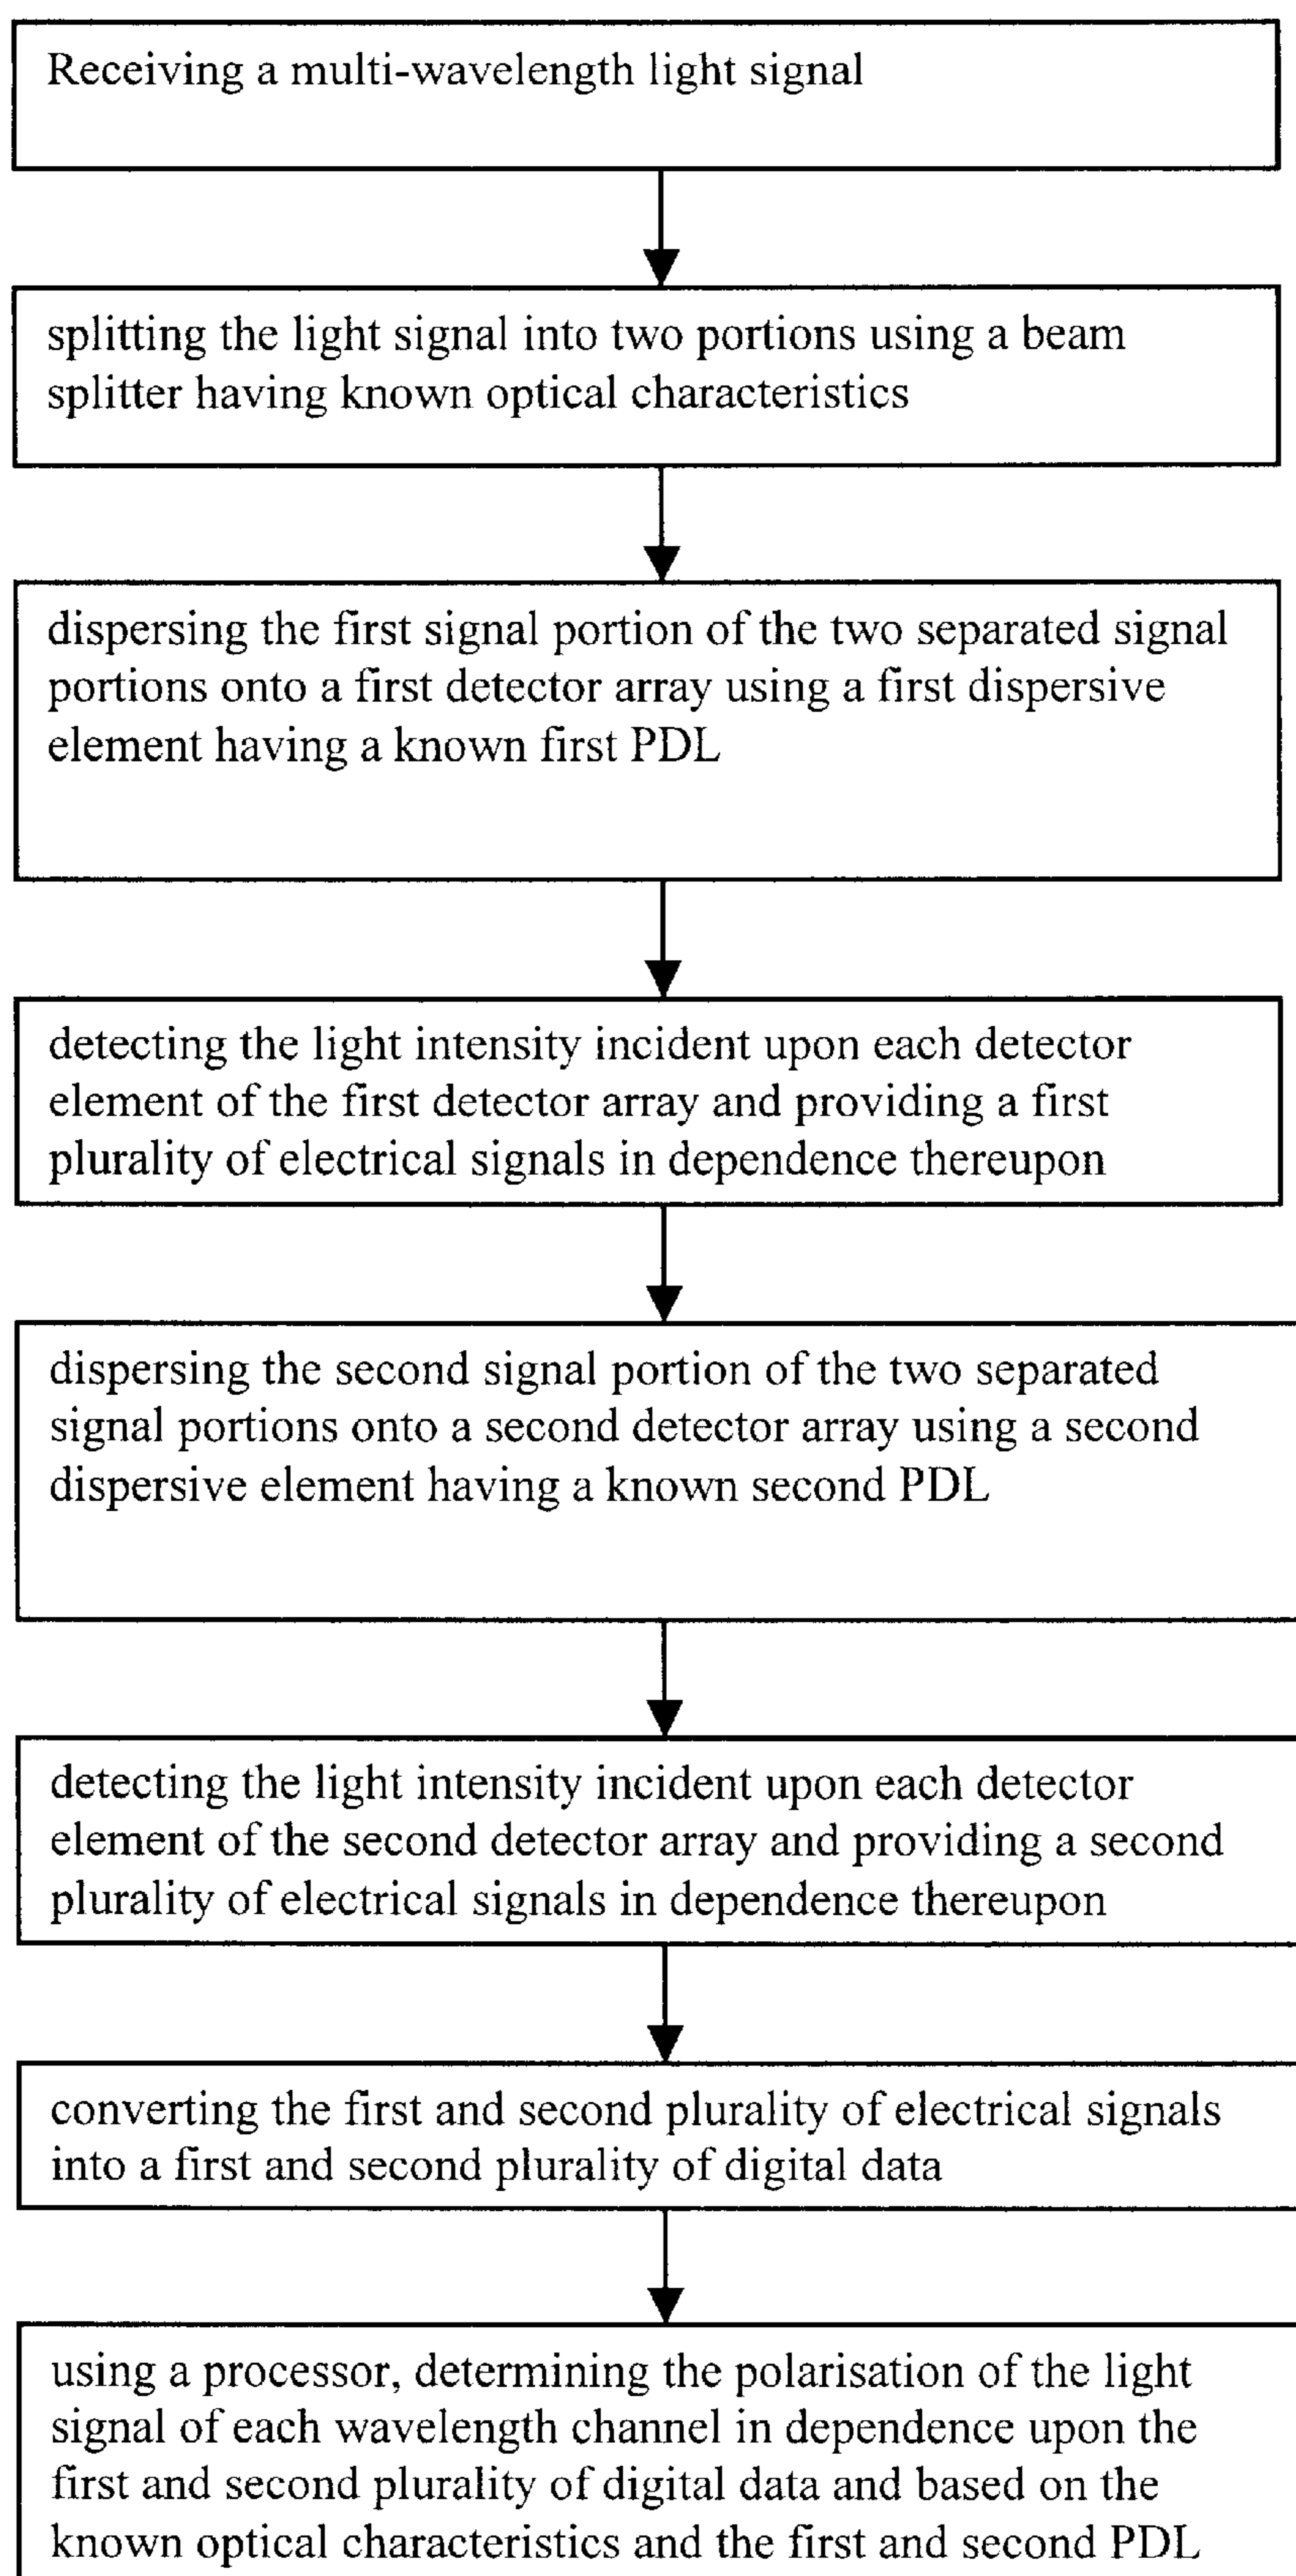 Receiving a multi-wavelength light signal
splitting the light signal into two portions using a beam
splitter having known optical characteristics
dispersing the first signal portion of the two separated signal
portions onto a first detector array using a first dispersive
element having a known first PDL
detecting the light intensity incident upon each detector
element of the first detector array and providing a first
plurality of electrical signals in dependence thereupon
dispersing the second signal portion of the two separated
signal portions onto a second detector array using a second
dispersive element having a known second PDL
detecting the light intensity incident upon each detector
element of the second detector array and providing a second
plurality of electrical signals in dependence thereupon
converting the first and second plurality of electrical signals
into a first and second plurality of digital data
using a processor, determining the polarisation of the light
signal of each wavelength channel in dependence upon the
first and second plurality of digital data and based on the
known optical characteristics and the first and second PDL